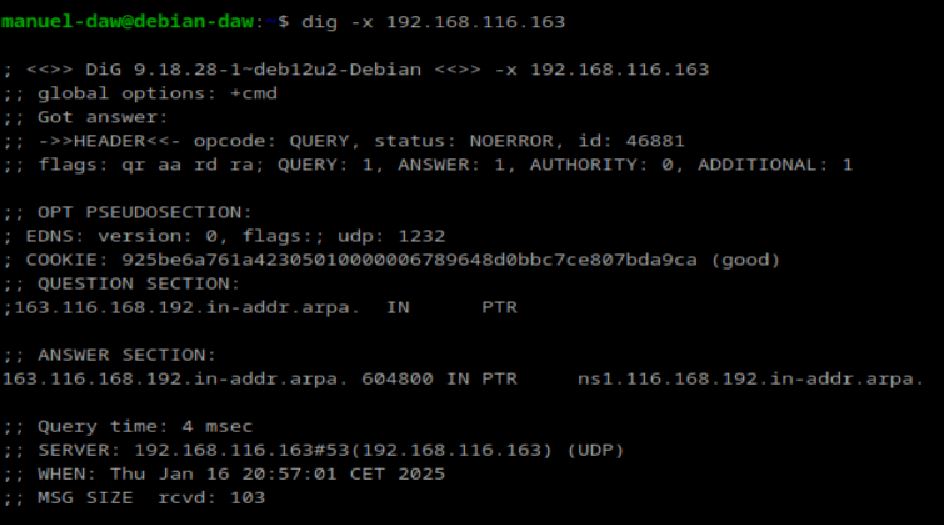 manuel-daw@debian-daw:~$ dig -x 192.168.116.163

; <<>> DiG 9.18.28-1~deb12u2-Debian <<>> -x 192.168.116.163
;; global options: +cmd
;; Got answer:
;; ->>HEADER<<- opcode: QUERY, status: NOERROR, id: 46881
;; flags: qr aa rd ra; QUERY: 1, ANSWER: 1, AUTHORITY: 0, ADDITIONAL: 1

;; OPT PSEUDOSECTION:
; EDNS: version: 0, flags:; udp: 1232
; COOKIE: 925be6a761a42305010000006789648d0bbc7ce807bda9ca (good)
;; QUESTION SECTION:
;163.116.168.192.in-addr.arpa.  IN      PTR

;; ANSWER SECTION:
163.116.168.192.in-addr.arpa. 604800 IN PTR     ns1.116.168.192.in-addr.arpa.

;; Query time: 4 msec
;; SERVER: 192.168.116.163#53(192.168.116.163) (UDP)
;; WHEN: Thu Jan 16 20:57:01 CET 2025
;; MSG SIZE  rcvd: 103